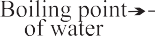 Boiling point
of water